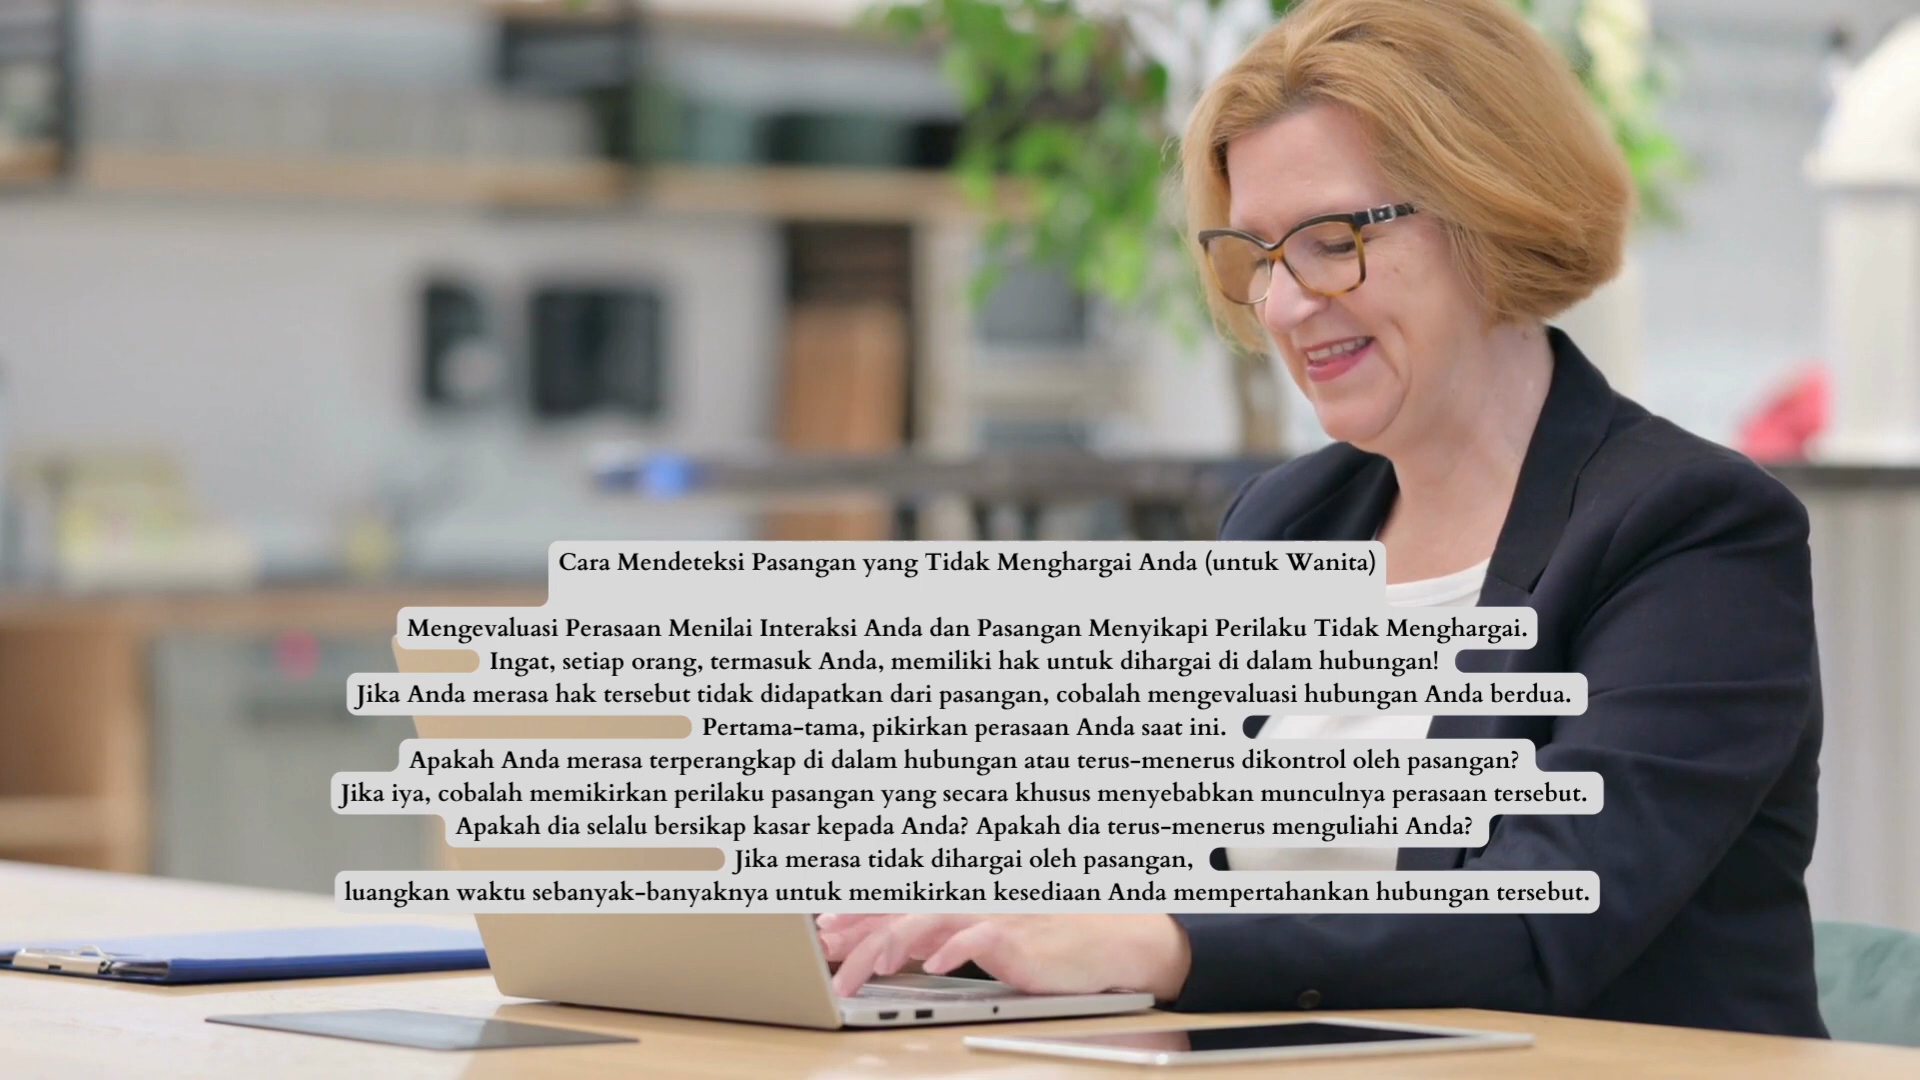 Cara Mendeteksi Pasangan yang Tidak Menghargai Anda (untuk Wanita)
Mengevaluasi Perasaan Menilai Interaksi Anda dan Pasangan Menyikapi Perilaku Tidak Menghargai.
Ingat, setiap orang, termasuk Anda, memiliki hak untuk dihargai di dalam hubungan!
Jika Anda merasa hak tersebut tidak didapatkan dari pasangan, cobalah mengevaluasi hubungan Anda berdua.
Pertama-tama, pikirkan perasaan Anda saat ini.
Apakah Anda merasa terperangkap di dalam hubungan atau terus-menerus dikontrol oleh pasangan?
Jika iya, cobalah memikirkan perilaku pasangan yang secara khusus menyebabkan munculnya perasaan tersebut.
Apakah dia selalu bersikap kasar kepada Anda? Apakah dia terus-menerus menguliahi Anda?
Jika merasa tidak dihargai oleh pasangan,
luangkan waktu sebanyak-banyaknya untuk memikirkan kesediaan Anda mempertahankan hubungan tersebut.